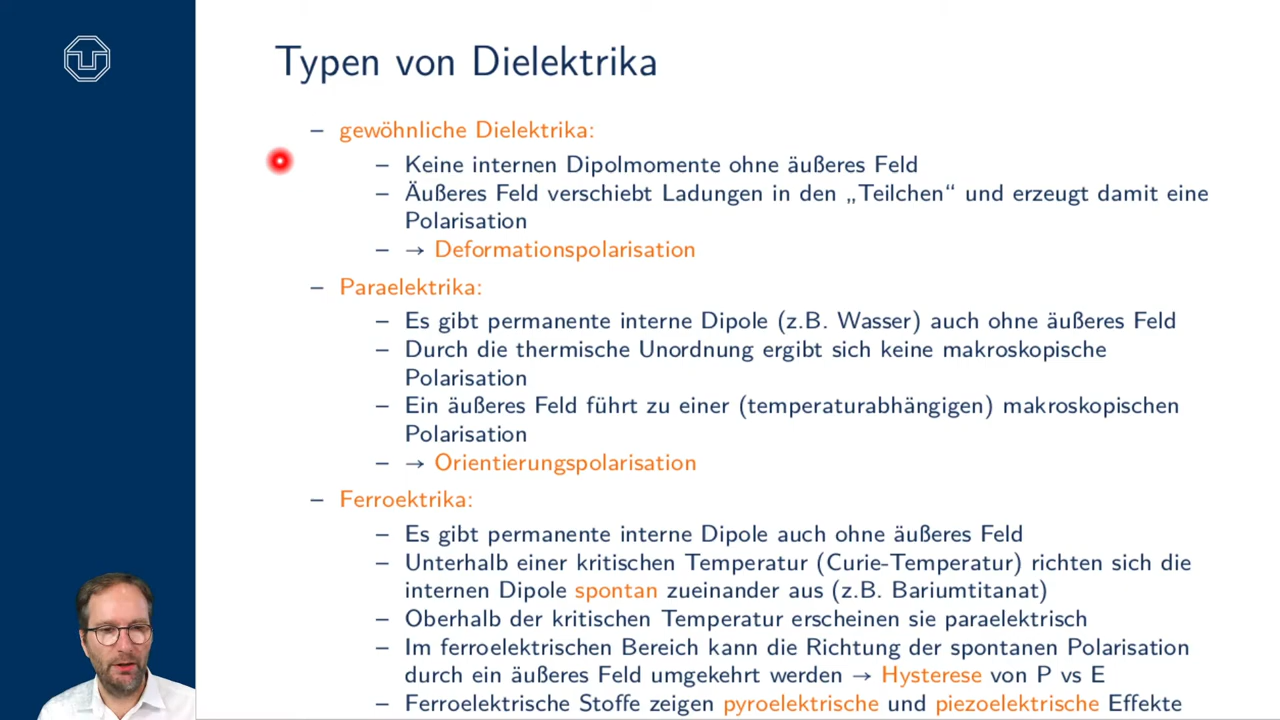 Typen von Dielektrika
– gewöhnliche Dielektrika:
– Keine internen Dipolmomente ohne äußeres Feld
– Äußeres Feld verschiebt Ladungen in den „Teilchen“ und erzeugt damit eine
Polarisation
– → Deformationspolarisation
– Paraelektrika:
– Es gibt permanente interne Dipole (z.B. Wasser) auch ohne äußeres Feld
– Durch die thermische Unordnung ergibt sich keine makroskopische
Polarisation
– Ein äußeres Feld führt zu einer (temperaturabhängigen) makroskopischen
Polarisation
– → Orientierungspolarisation
– Ferroektrika:
– Es gibt permanente interne Dipole auch ohne äußeres Feld
– Unterhalb einer kritischen Temperatur (Curie-Temperatur) richten sich die
internen Dipole spontan zueinander aus (z.B. Bariumtitanat)
– Oberhalb der kritischen Temperatur erscheinen sie paraelektrisch
– Im ferroelektrischen Bereich kann die Richtung der spontanen Polarisation
durch ein äußeres Feld umgekehrt werden → Hysterese von P vs E
– Ferroelektrische Stoffe zeigen pyroelektrische und piezoelektrische Effekte